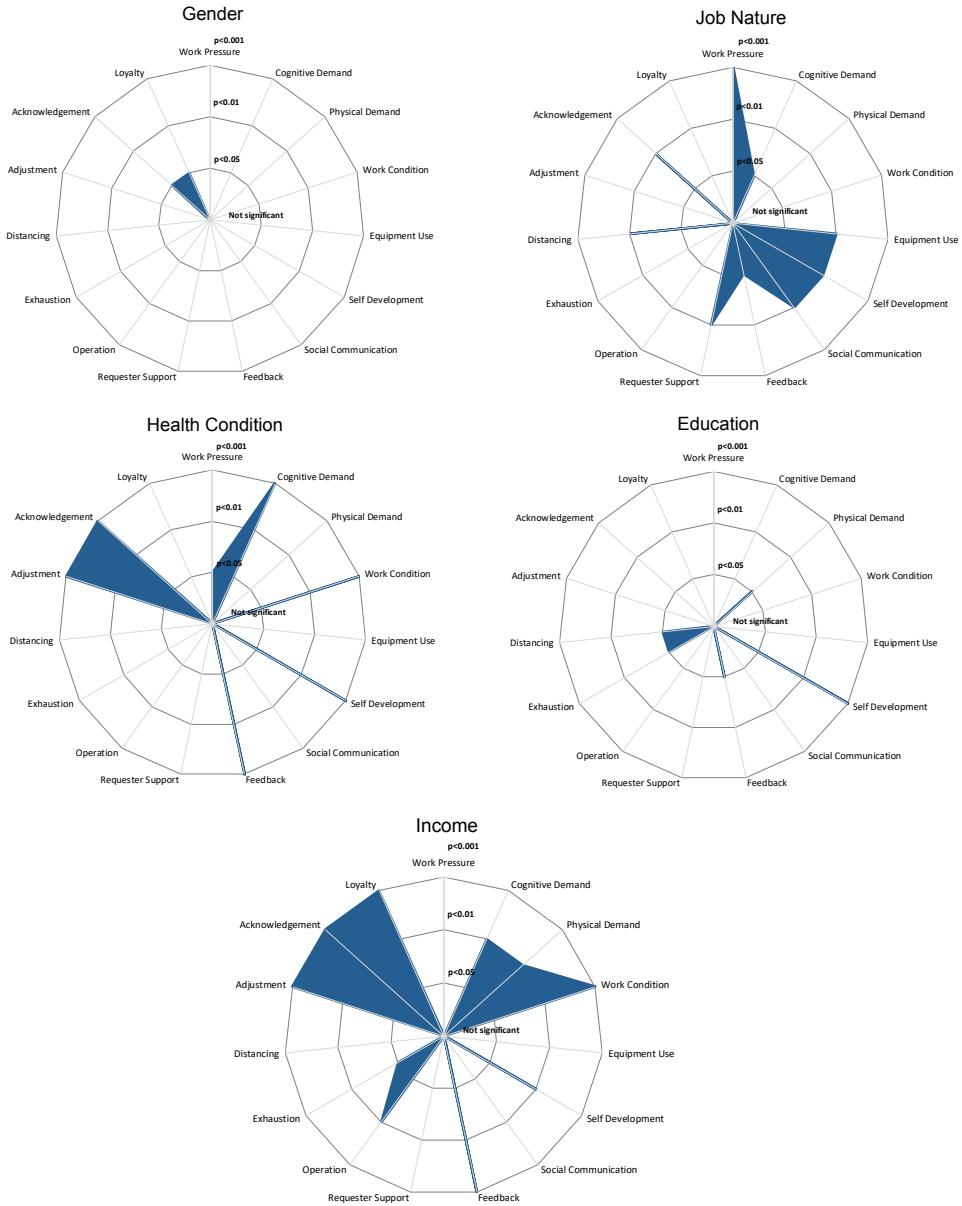 Gender
p<0.001
Work Pressure
Loyalty
Cognitive Demand
Acknowledgement
p<0.01
Physical Demand
Adjustment
p<0.05
Work Condition
Distancing
Not significant
Equipment Use
Exhaustion
Self Development
Operation
Social Communication
Requester Support
Feedback
Job Nature
p<0.001
Work Pressure
Loyalty
Cognitive Demand
Acknowledgement
p<0.01
Physical Demand
Adjustment
p<0.05
Work Condition
Distancing
Not significant
Equipment Use
Exhaustion
Self Development
Operation
Social Communication
Requester Support
Feedback
Health Condition
p<0.001
Work Pressure
Loyalty
Cognitive Demand
Acknowledgement
p<0.01
Physical Demand
Adjustment
p<0.05
Work Condition
Distancing
Not significant
Equipment Use
Exhaustion
Self Development
Operation
Social Communication
Requester Support
Feedback
Education
p<0.001
Work Pressure
Loyalty
Cognitive Demand
Acknowledgement
p<0.01
Physical Demand
Adjustment
p<0.05
Work Condition
Distancing
Not significant
Equipment Use
Exhaustion
Self Development
Operation
Social Communication
Requester Support
Feedback
Income
p<0.001
Work Pressure
Loyalty
Cognitive Demand
Acknowledgement
p<0.01
Physical Demand
Adjustment
p<0.05
Work Condition
Distancing
Not significant
Equipment Use
Exhaustion
Self Development
Operation
Social Communication
Requester Support
Feedback